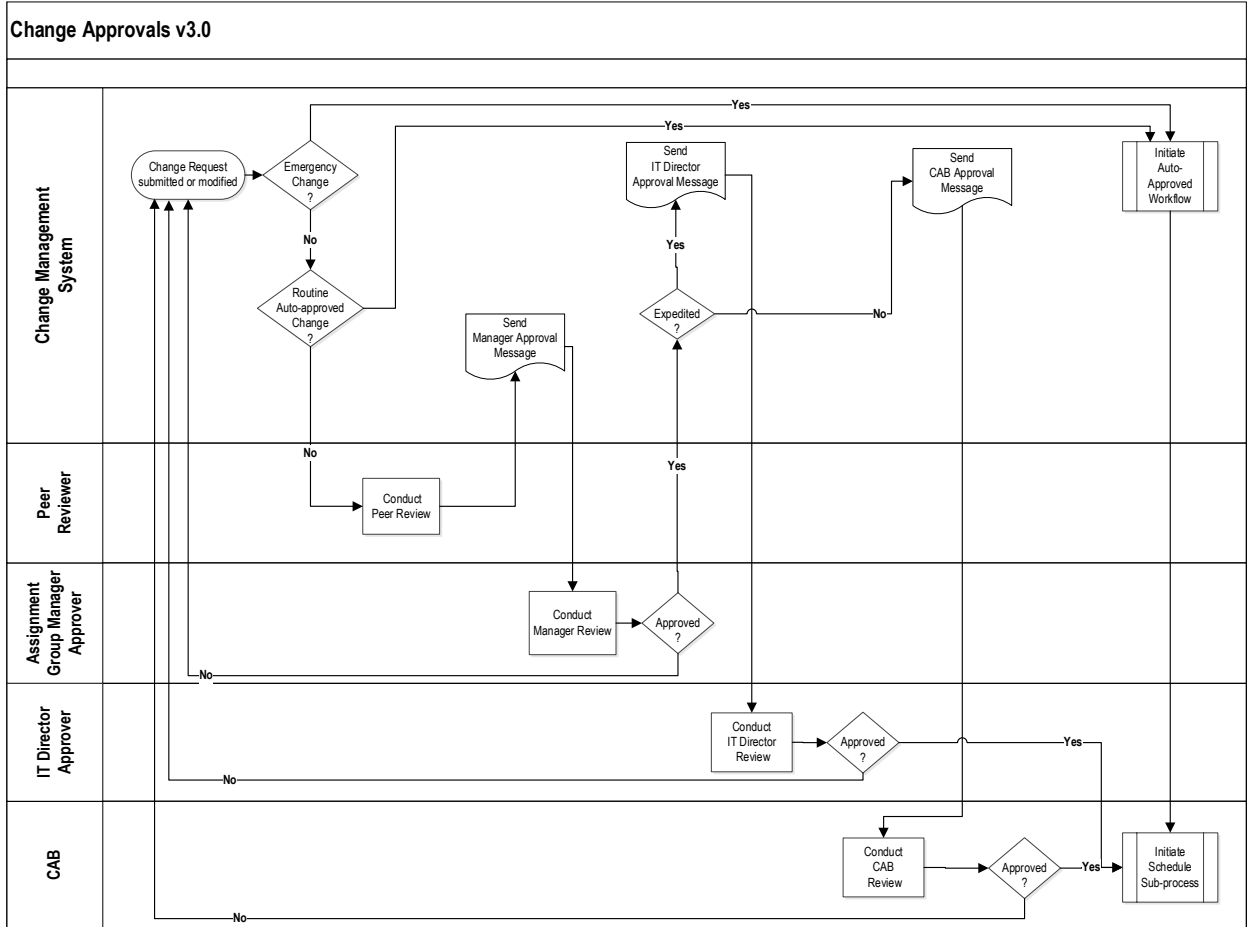 Change Approvals v3.0
Change Management
System
Change Request
submitted or modified
Emergency
Change
?
Yes
Yes
No
Routine
Auto-approved
Change
?
No
Send
Manager Approval
Message
Send
IT Director
Approval Message
Yes
Expedited
?
No
Send
CAB Approval
Message
Initiate
Auto-
Approved
Workflow
Peer
Reviewer
Conduct
Peer Review
Yes
Assignment
Group Manager
Approver
Conduct
Manager Review
Approved
?
No
IT Director
Approver
Conduct
IT Director
Review
Approved
?
Yes
No
CAB
Conduct
CAB
Review
Approved
?
Yes
Initiate
Schedule
Sub-process
No